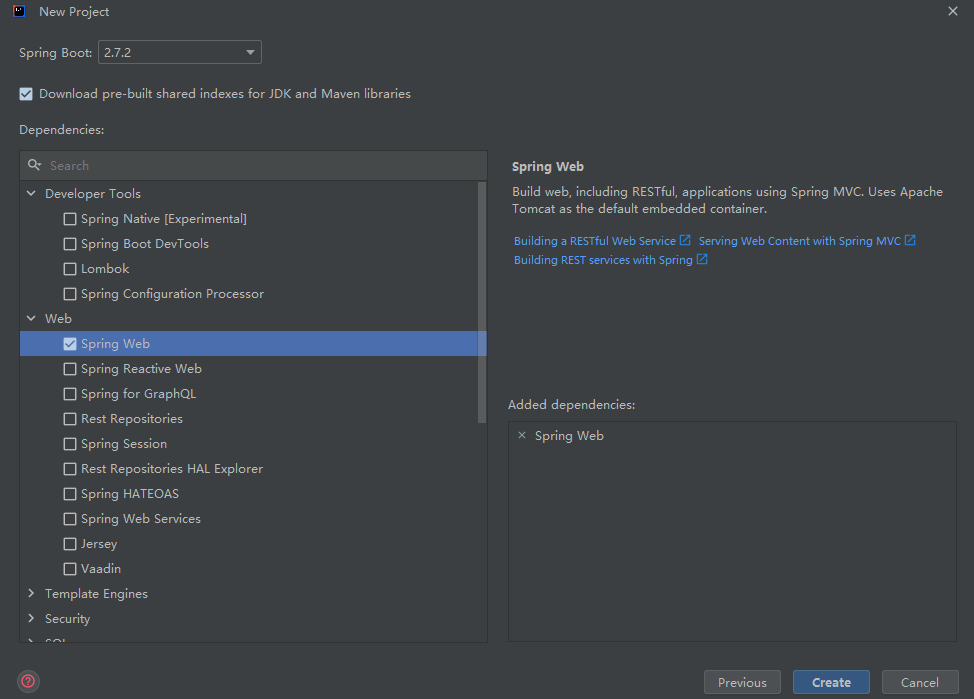 New Project
Spring Boot: 2.7.2
Download pre-built shared indexes for JDK and Maven libraries
Dependencies:
Search
Developer Tools
Spring Native [Experimental]
Spring Boot DevTools
Lombok
Spring Configuration Processor
Web
Spring Web
Spring Reactive Web
Spring for GraphQL
Rest Repositories
Spring Session
Rest Repositories HAL Explorer
Spring HATEOAS
Spring Web Services
Jersey
Vaadin
Template Engines
Security
Spring Web
Build web, including RESTful, applications using Spring MVC. Uses Apache
Tomcat as the default embedded container.
Building a RESTful Web Service Serving Web Content with Spring MVC
Building REST services with Spring
Added dependencies:
Spring Web
Previous Create Cancel